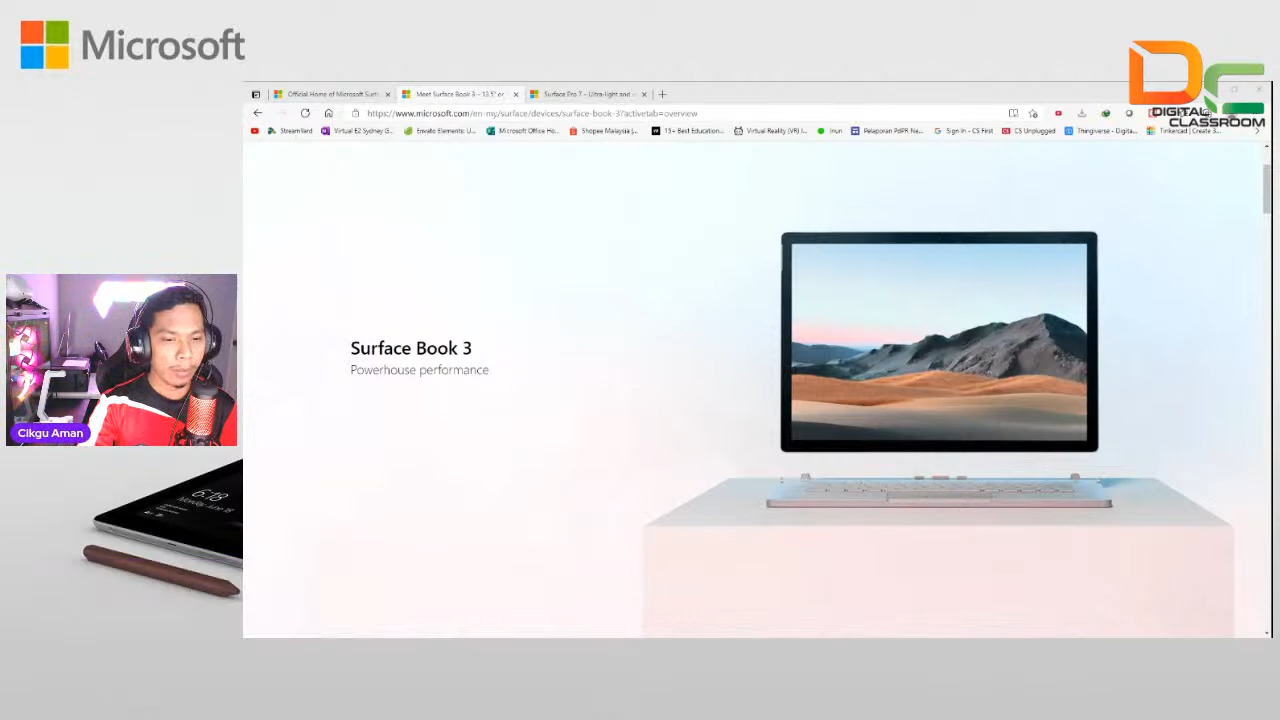 Microsoft
DIGITAL
CLASSROOM
Official Home of Microsoft Surf
Meet Surface Book 3 – 13.5" or
Surface Pro 7 – Ultra-light and
https://www.microsoft.com/en-my/surface/devices/surface-book-3?activetab=overview
StreamYard
Virtual E2 Sydney G...
Envato Elements: U...
Microsoft Office Ho...
Shopee Malaysia |...
15+ Best Education...
Virtual Reality (VR) |...
Pelaporan PdPR Ne...
Sign In - CS First
CS Unplugged
Thingiverse - Digita...
Tinkercad | Create 3...
Surface Book 3
Powerhouse performance
Cikgu Aman
6:18